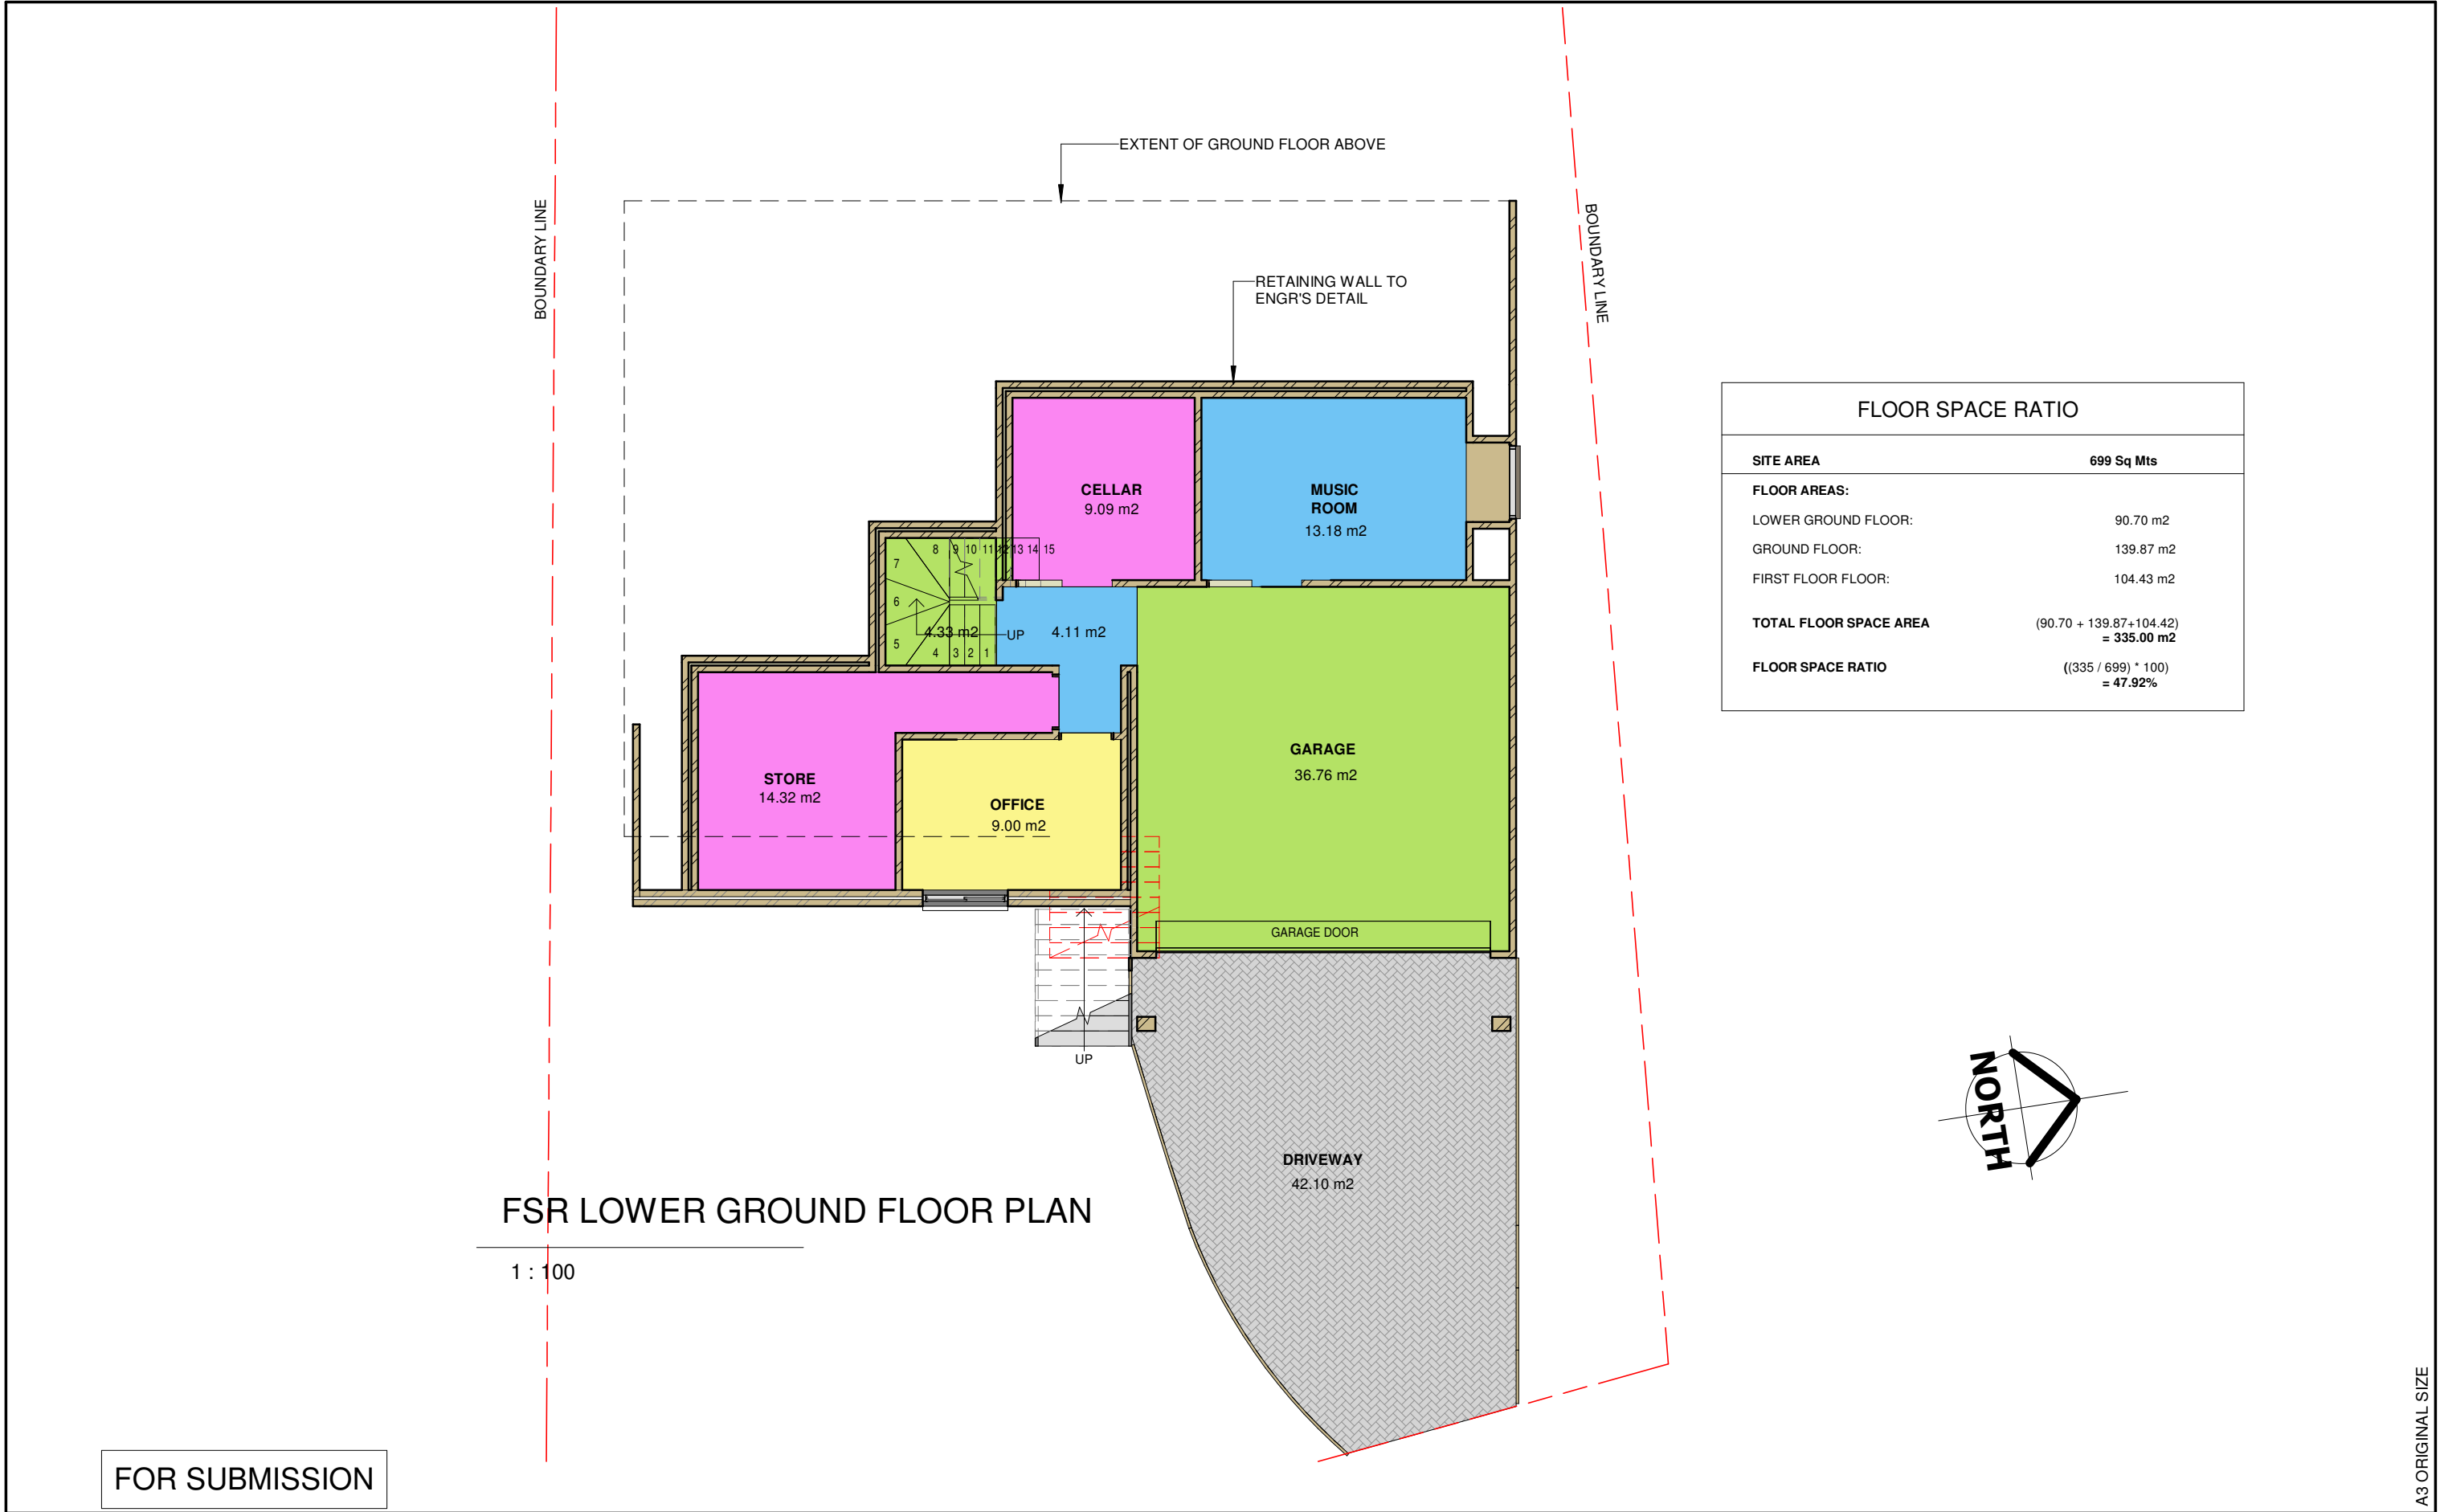 EXTENT OF GROUND FLOOR ABOVE
BOUNDARY LINE
BOUNDARY LINE
RETAINING WALL TO
ENGR'S DETAIL
FLOOR SPACE RATIO
SITE AREA 699 Sq Mts
FLOOR AREAS:
LOWER GROUND FLOOR: 90.70 m2
GROUND FLOOR: 139.87 m2
FIRST FLOOR FLOOR: 104.43 m2
TOTAL FLOOR SPACE AREA (90.70 + 139.87+104.42)
= 335.00 m2
FLOOR SPACE RATIO ((335 / 699) * 100)
= 47.92%
CELLAR
9.09 m2
MUSIC
ROOM
13.18 m2
8 9 10 11 12 13 14 15
7
6
5
4 3 2 1
4.33 m2
UP
4.11 m2
GARAGE
36.76 m2
STORE
14.32 m2
OFFICE
9.00 m2
GARAGE DOOR
UP
DRIVEWAY
42.10 m2
NORTH
FSR LOWER GROUND FLOOR PLAN
1 : 100
FOR SUBMISSION
A3 ORIGINAL SIZE